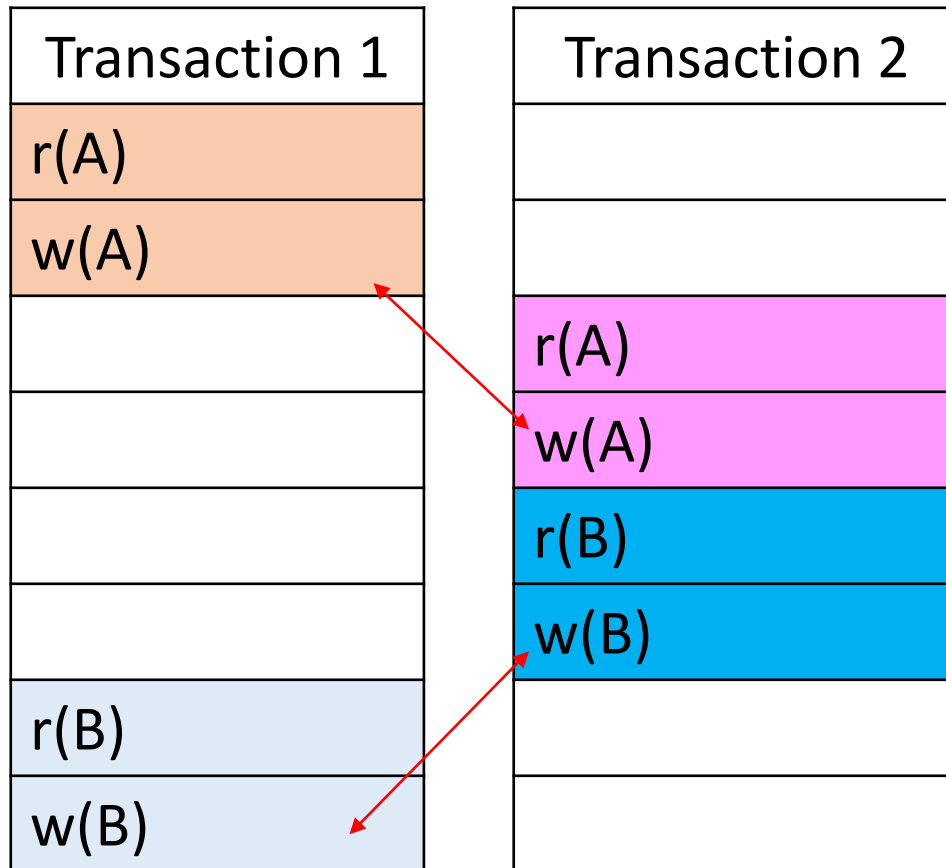 Transaction 1
Transaction 2
r(A)
w(A)
r(A)
w(A)
r(B)
w(B)
r(B)
w(B)